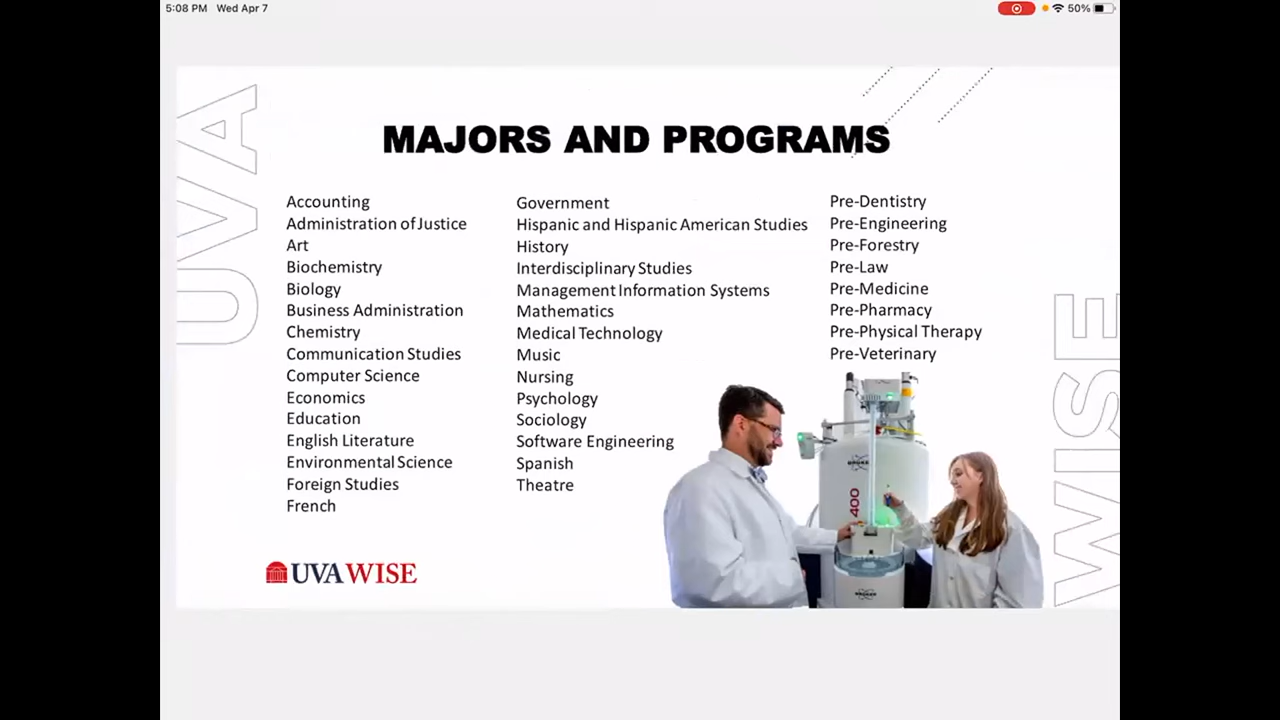 5:08 PM Wed Apr 7
50%
UVA
MAJORS AND PROGRAMS
Accounting
Administration of Justice
Art
Biochemistry
Biology
Business Administration
Chemistry
Communication Studies
Computer Science
Economics
Education
English Literature
Environmental Science
Foreign Studies
French
Government
Hispanic and Hispanic American Studies
History
Interdisciplinary Studies
Management Information Systems
Mathematics
Medical Technology
Music
Nursing
Psychology
Sociology
Software Engineering
Spanish
Theatre
Pre-Dentistry
Pre-Engineering
Pre-Forestry
Pre-Law
Pre-Medicine
Pre-Pharmacy
Pre-Physical Therapy
Pre-Veterinary
BRUKER
400
BRUKER
UVA WISE
WISE